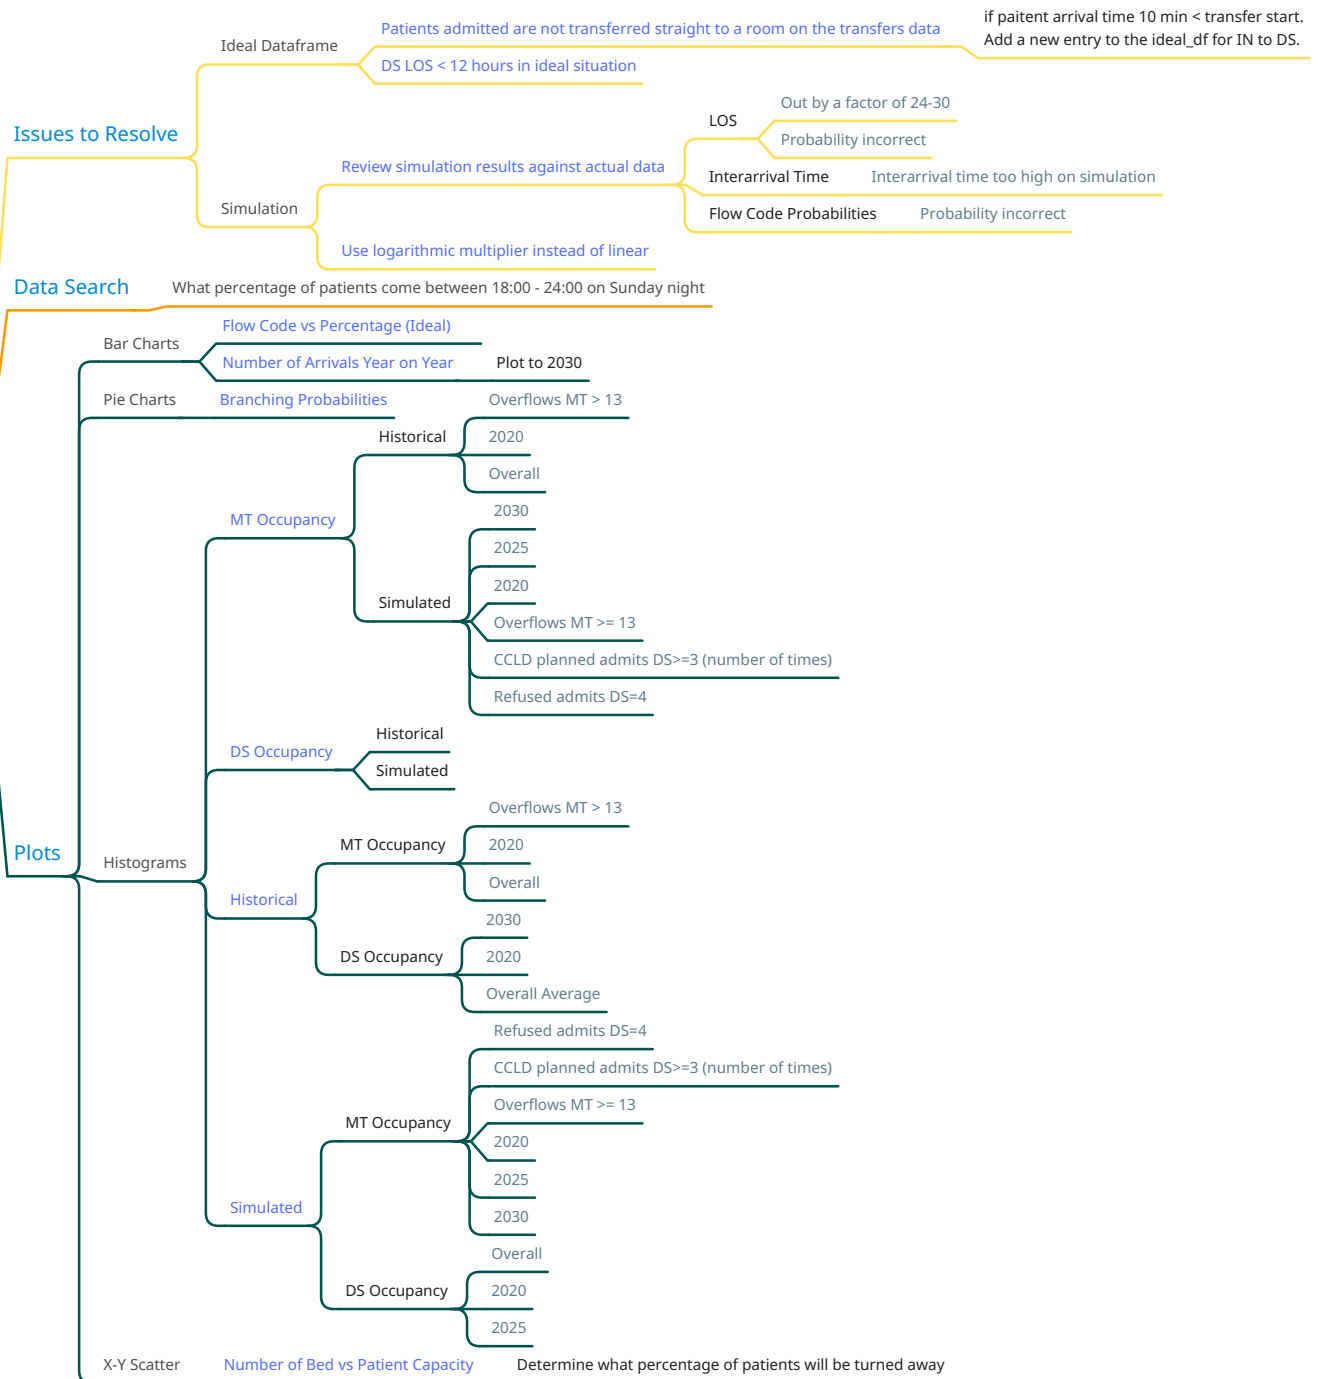 Issues to Resolve
Ideal Dataframe
Patients admitted are not transferred straight to a room on the transfers data
if paitent arrival time 10 min < transfer start.
Add a new entry to the ideal_df for IN to DS.
DS LOS < 12 hours in ideal situation
Simulation
Review simulation results against actual data
LOS
Out by a factor of 24-30
Probability incorrect
Interarrival Time
Interarrival time too high on simulation
Flow Code Probabilities
Probability incorrect
Use logarithmic multiplier instead of linear
Data Search
What percentage of patients come between 18:00 - 24:00 on Sunday night
Plots
Bar Charts
Flow Code vs Percentage (Ideal)
Number of Arrivals Year on Year
Plot to 2030
Pie Charts
Branching Probabilities
Histograms
MT Occupancy
Historical
Overflows MT > 13
2020
Overall
Simulated
2030
2025
2020
Overflows MT >= 13
CCLD planned admits DS>=3 (number of times)
Refused admits DS=4
DS Occupancy
Historical
Simulated
Historical
MT Occupancy
Overflows MT > 13
2020
Overall
DS Occupancy
2030
2020
Overall Average
Simulated
MT Occupancy
Refused admits DS=4
CCLD planned admits DS>=3 (number of times)
Overflows MT >= 13
2020
2025
2030
DS Occupancy
Overall
2020
2025
X-Y Scatter
Number of Bed vs Patient Capacity
Determine what percentage of patients will be turned away